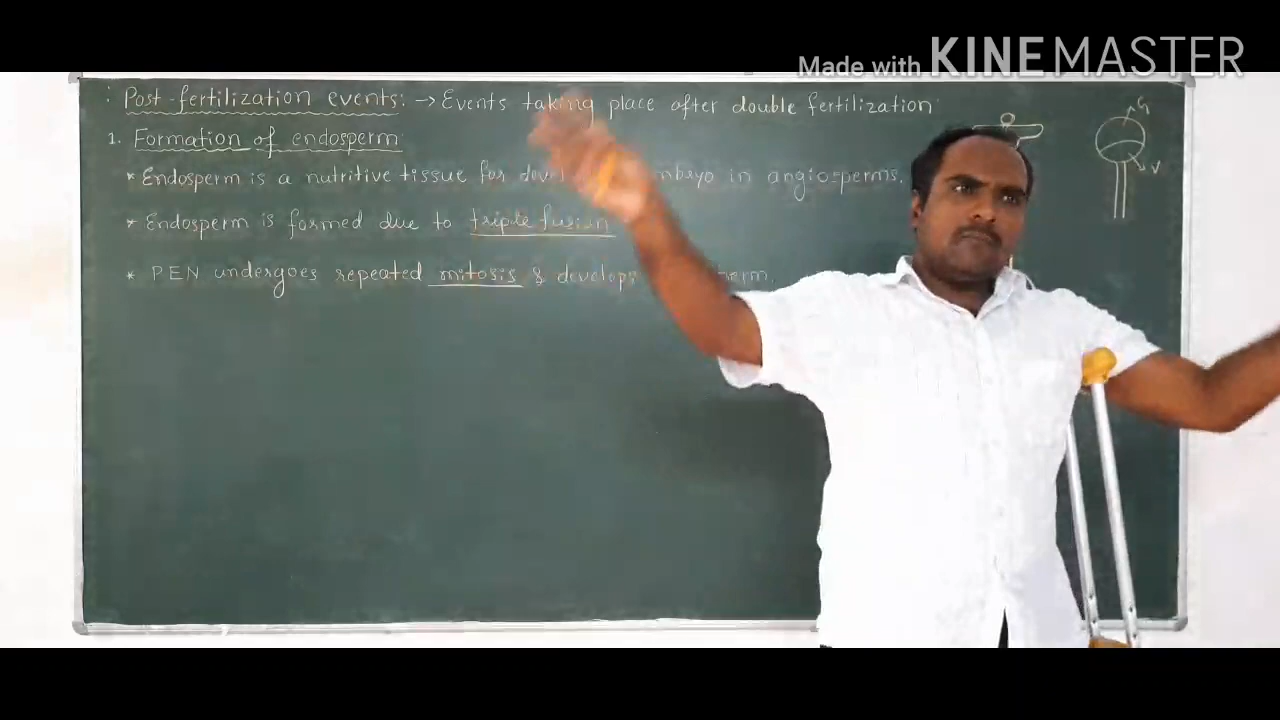 Made with KINEMASTER
: Post-fertilization events: → Events taking place after double fertilization
1. Formation of endosperm
* Endosperm is a nutritive tissue for in angiosperms.
* Endosperm is formed due to triple fusion
* PEN undergoes repeated mitosis & develops
G
V